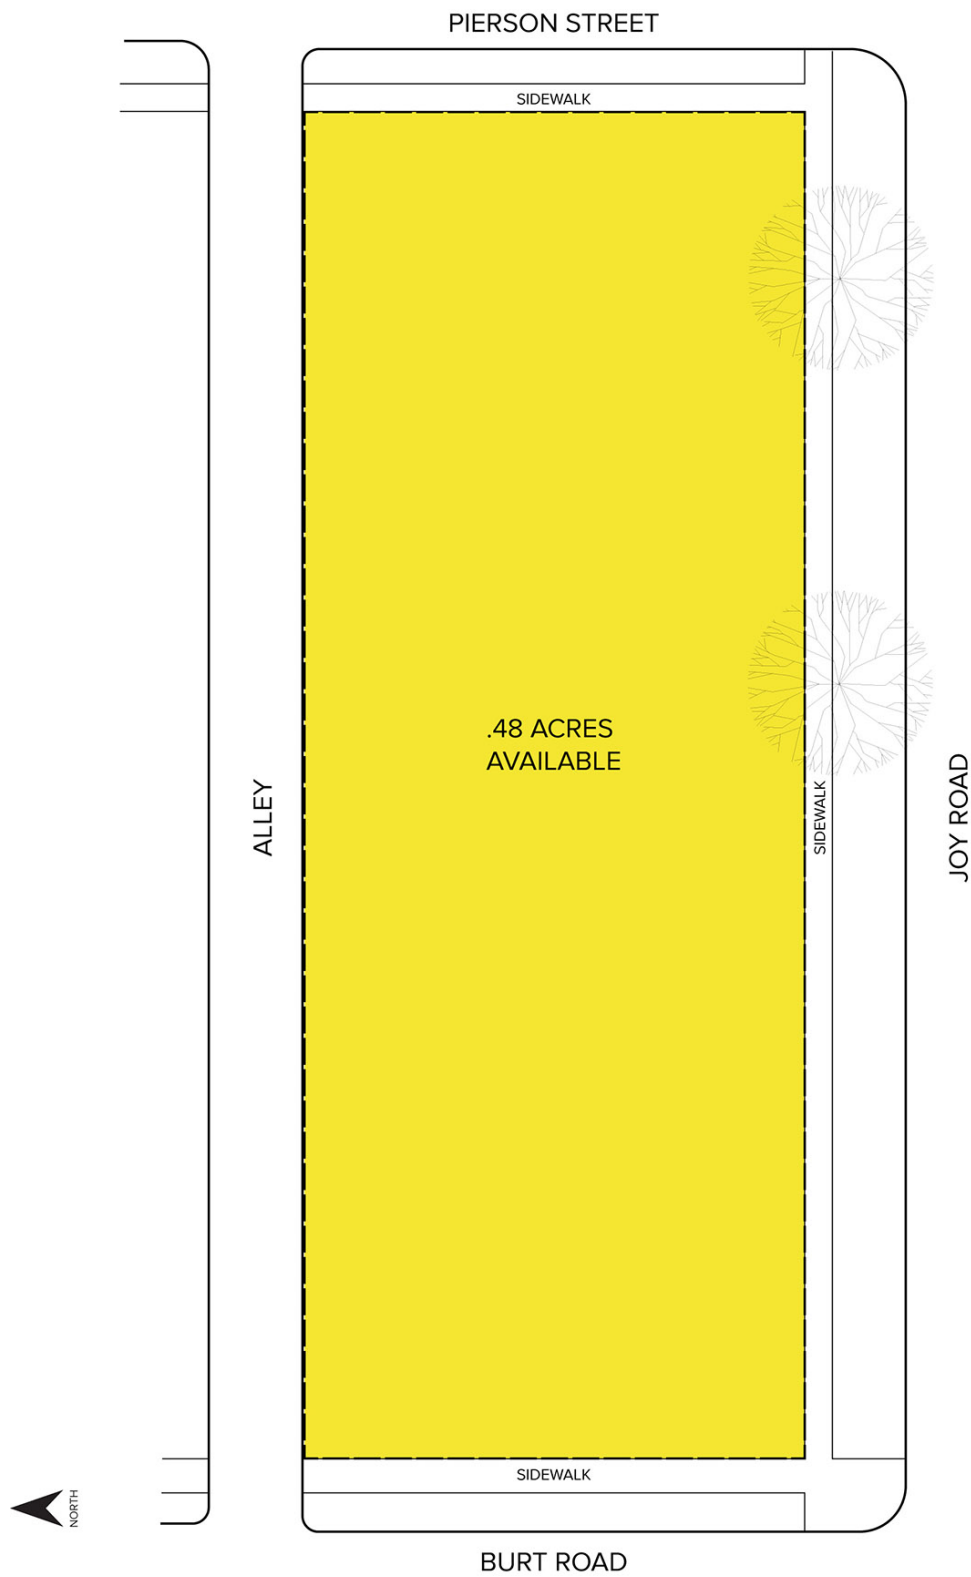 PIERSON STREET
SIDEWALK
.48 ACRES
AVAILABLE
ALLEY
SIDEWALK
JOY ROAD
SIDEWALK
NORTH
BURT ROAD